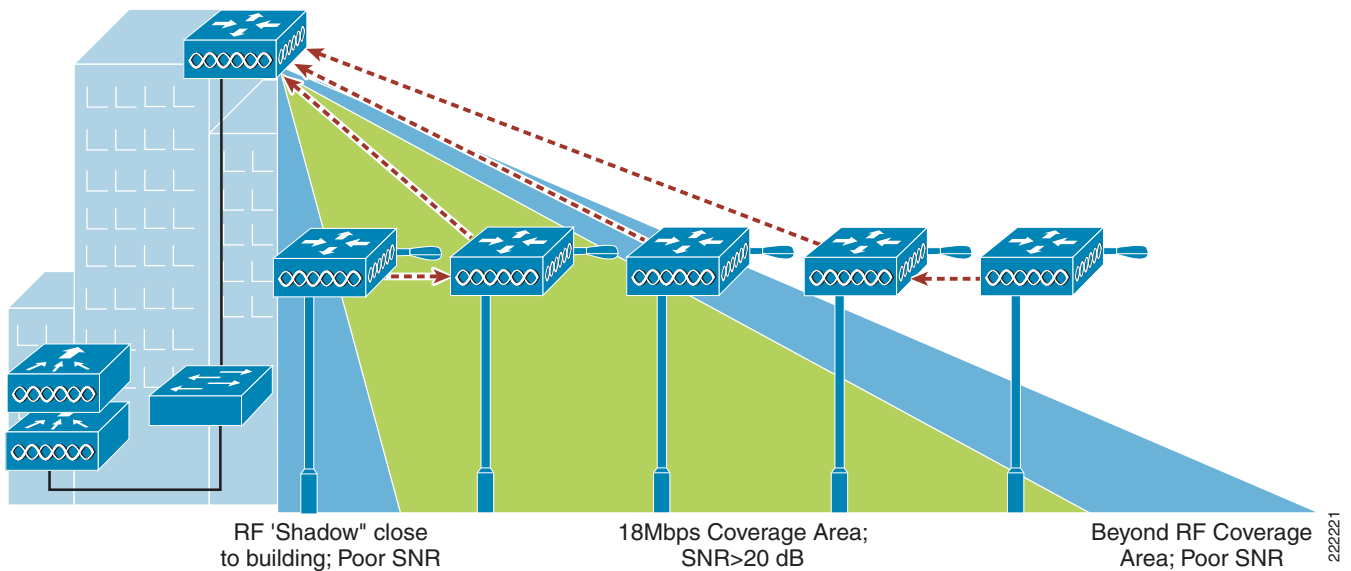 RF 'Shadow" close
to building; Poor SNR
18Mbps Coverage Area;
SNR>20 dB
Beyond RF Coverage
Area; Poor SNR
222221